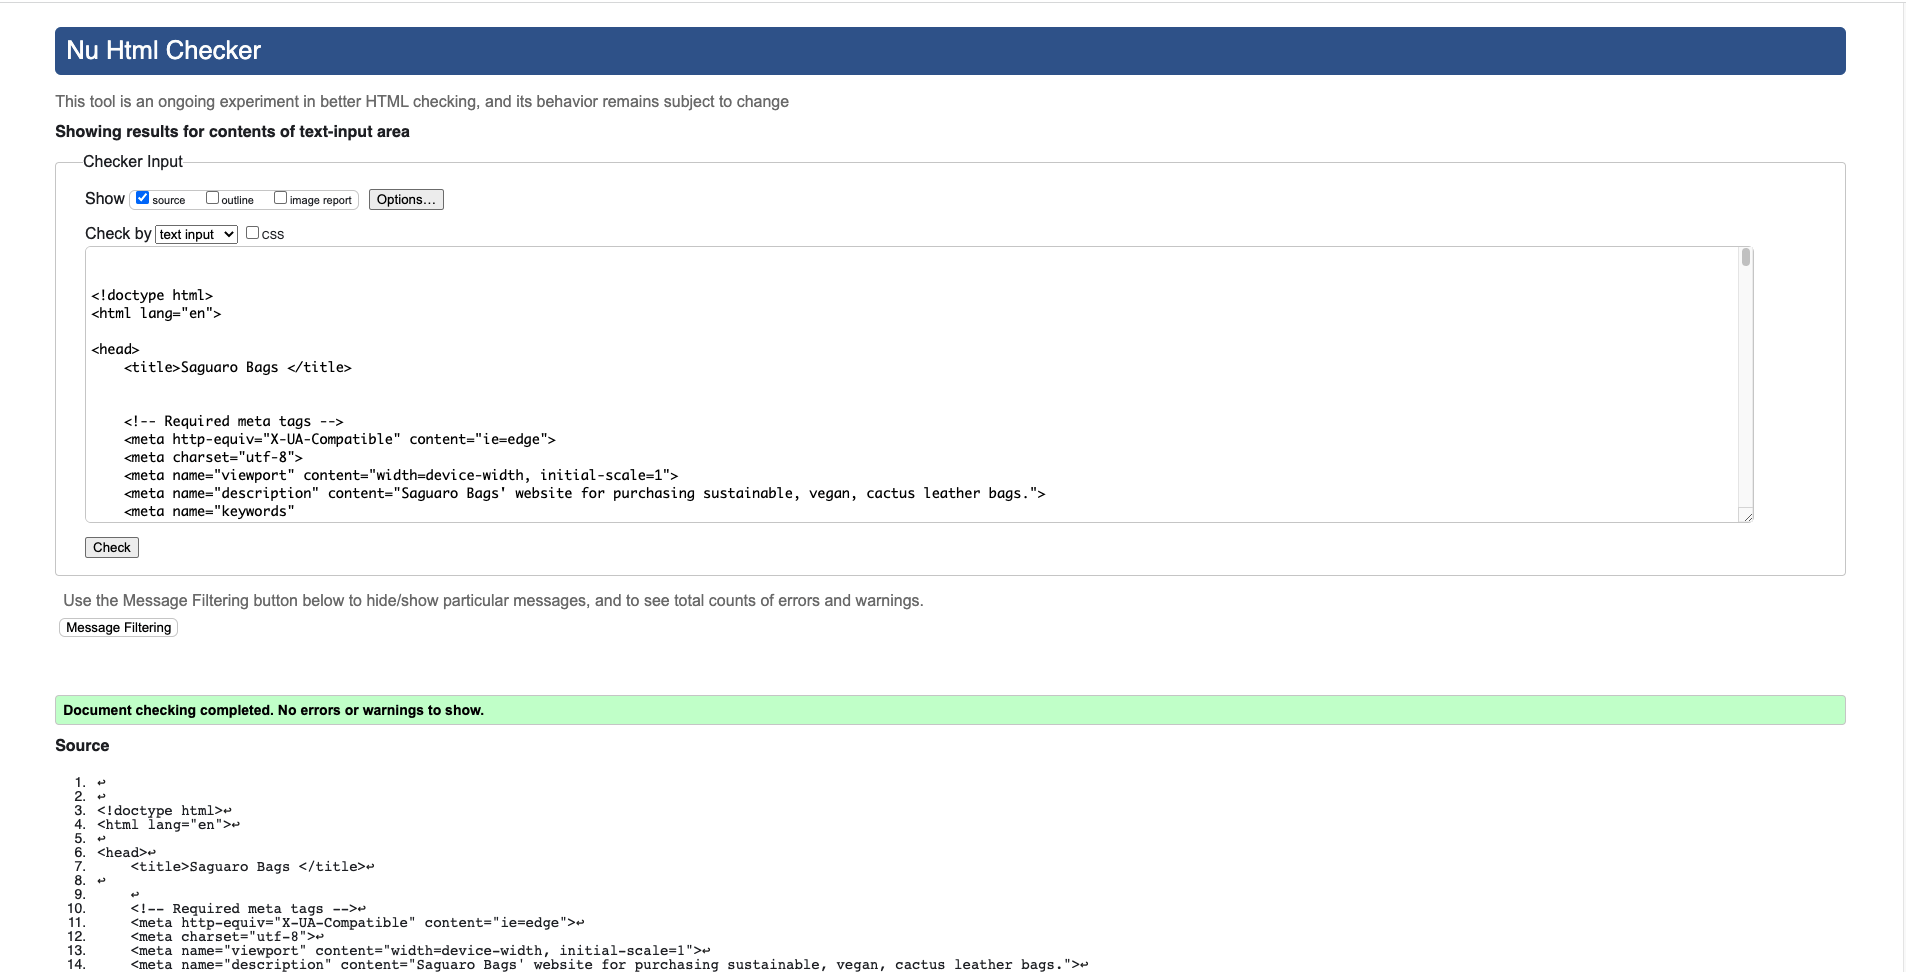 Nu Html Checker
This tool is an ongoing experiment in better HTML checking, and its behavior remains subject to change
Showing results for contents of text-input area
Checker Input
Show source outline image report Options...
Check by text input css
<!doctype html>
<html lang="en">
<head>
<title>Saguaro Bags </title>
<!-- Required meta tags -->
<meta http-equiv="X-UA-Compatible" content="ie=edge">
<meta charset="utf-8">
<meta name="viewport" content="width=device-width, initial-scale=1">
<meta name="description" content="Saguaro Bags' website for purchasing sustainable, vegan, cactus leather bags.">
<meta name="keywords"
Check
Use the Message Filtering button below to hide/show particular messages, and to see total counts of errors and warnings.
Message Filtering
Document checking completed. No errors or warnings to show.
Source
1. ↩
2. ↩
3. <!doctype html>↩
4. <html lang="en">↩
5. ↩
6. <head>↩
7. <title>Saguaro Bags </title>↩
8. ↩
9. ↩
10. <!-- Required meta tags -->↩
11. <meta http-equiv="X-UA-Compatible" content="ie=edge">↩
12. <meta charset="utf-8">↩
13. <meta name="viewport" content="width=device-width, initial-scale=1">↩
14. <meta name="description" content="Saguaro Bags' website for purchasing sustainable, vegan, cactus leather bags.">↩